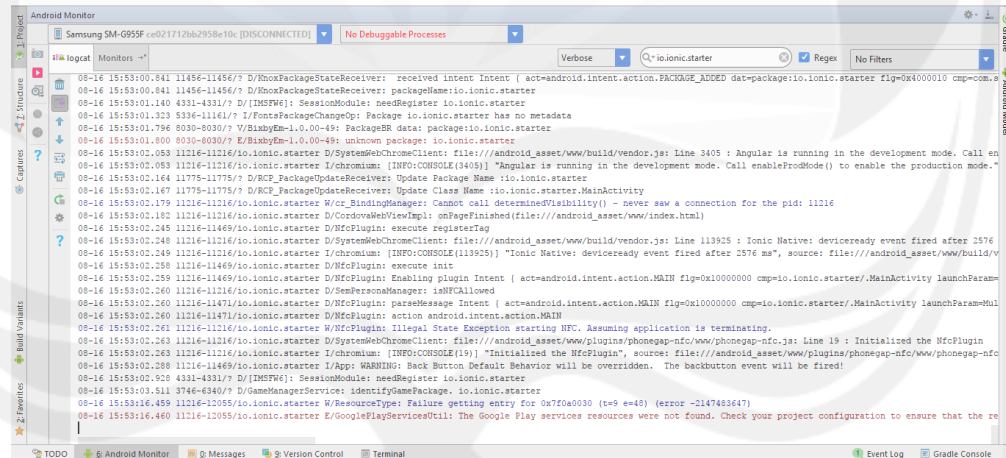 Android Monitor
Samsung SM-G955F ce021712bb2958e10c [DISCONNECTED]
No Debuggable Processes
logcat
Monitors
Verbose
io.ionic.starter
Regex
No Filters
08-16 15:53:00.841 11456-11456/? D/KnoxPackageStateReceiver: received intent Intent { act=android.intent.action.PACKAGE_ADDED dat=package:io.ionic.starter flg=0x4000010 cmp=com.s
08-16 15:53:00.841 11456-11456/? D/KnoxPackageStateReceiver: packageName:io.ionic.starter
08-16 15:53:01.140 4331-4331/? D/[IMSFW6]: SessionModule: needRegister io.ionic.starter
08-16 15:53:01.323 5336-11161/? I/FontsPackageChangeOp: Package io.ionic.starter has no metadata
08-16 15:53:01.796 8030-8030/? V/BixbyEm-1.0.00-49: PackageBR data: package:io.ionic.starter
08-16 15:53:01.800 8030-8030/? E/BixbyEm-1.0.00-49: unknown package: io.ionic.starter
08-16 15:53:02.053 11216-11216/io.ionic.starter D/SystemWebChromeClient: file:///android_asset/www/build/vendor.js: Line 3405 : Angular is running in the development mode. Call en
08-16 15:53:02.053 11216-11216/io.ionic.starter I/chromium: [INFO:CONSOLE(3405)] "Angular is running in the development mode. Call enableProdMode() to enable the production mode."
08-16 15:53:02.164 11775-11775/? D/RCP_PackageUpdateReceiver: Update Package Name :io.ionic.starter
08-16 15:53:02.167 11775-11775/? D/RCP_PackageUpdateReceiver: Update Class Name :io.ionic.starter.MainActivity
08-16 15:53:02.179 11216-11216/io.ionic.starter W/cr_BindingManager: Cannot call determinedVisibility() - never saw a connection for the pid: 11216
08-16 15:53:02.182 11216-11216/io.ionic.starter D/CordovaWebViewImpl: onPageFinished(file:///android_asset/www/index.html)
08-16 15:53:02.245 11216-11469/io.ionic.starter D/NfcPlugin: execute registerTag
08-16 15:53:02.248 11216-11216/io.ionic.starter D/SystemWebChromeClient: file:///android_asset/www/build/vendor.js: Line 113925 : Ionic Native: deviceready event fired after 2576
08-16 15:53:02.249 11216-11216/io.ionic.starter I/chromium: [INFO:CONSOLE(113925)] "Ionic Native: deviceready event fired after 2576 ms", source: file:///android_asset/www/build/v
08-16 15:53:02.258 11216-11469/io.ionic.starter D/NfcPlugin: execute init
08-16 15:53:02.259 11216-11469/io.ionic.starter D/NfcPlugin: Enabling plugin Intent { act=android.intent.action.MAIN flg=0x10000000 cmp=io.ionic.starter/.MainActivity launchParam=
08-16 15:53:02.260 11216-11216/io.ionic.starter D/SemPersonaManager: isNFCAllowed
08-16 15:53:02.260 11216-11471/io.ionic.starter D/NfcPlugin: parseMessage Intent { act=android.intent.action.MAIN flg=0x10000000 cmp=io.ionic.starter/.MainActivity launchParam=Mul
08-16 15:53:02.260 11216-11471/io.ionic.starter D/NfcPlugin: action android.intent.action.MAIN
08-16 15:53:02.261 11216-11216/io.ionic.starter W/NfcPlugin: Illegal State Exception starting NFC. Assuming application is terminating.
08-16 15:53:02.263 11216-11216/io.ionic.starter D/SystemWebChromeClient: file:///android_asset/www/plugins/phonegap-nfc/www/phonegap-nfc.js: Line 19 : Initialized the NfcPlugin
08-16 15:53:02.263 11216-11216/io.ionic.starter I/chromium: [INFO:CONSOLE(19)] "Initialized the NfcPlugin", source: file:///android_asset/www/plugins/phonegap-nfc/www/phonegap-nfc
08-16 15:53:02.288 11216-11469/io.ionic.starter I/App: WARNING: Back Button Default Behavior will be overridden. The backbutton event will be fired!
08-16 15:53:02.928 4331-4331/? D/[IMSFW6]: SessionModule: needRegister io.ionic.starter
08-16 15:53:03.511 3746-6340/? D/GameManagerService: identifyGamePackage. io.ionic.starter
08-16 15:53:16.459 11216-12055/io.ionic.starter W/ResourceType: Failure getting entry for 0x7f0a0030 (t=9 e=48) (error -2147483647)
08-16 15:53:16.460 11216-12055/io.ionic.starter E/GooglePlayServicesUtil: The Google Play services resources were not found. Check your project configuration to ensure that the re
1: Project
7: Structure
Captures
Build Variants
2: Favorites
Gradle
Android Model
TODO
6: Android Monitor
0: Messages
9: Version Control
Terminal
1 Event Log
Gradle Console